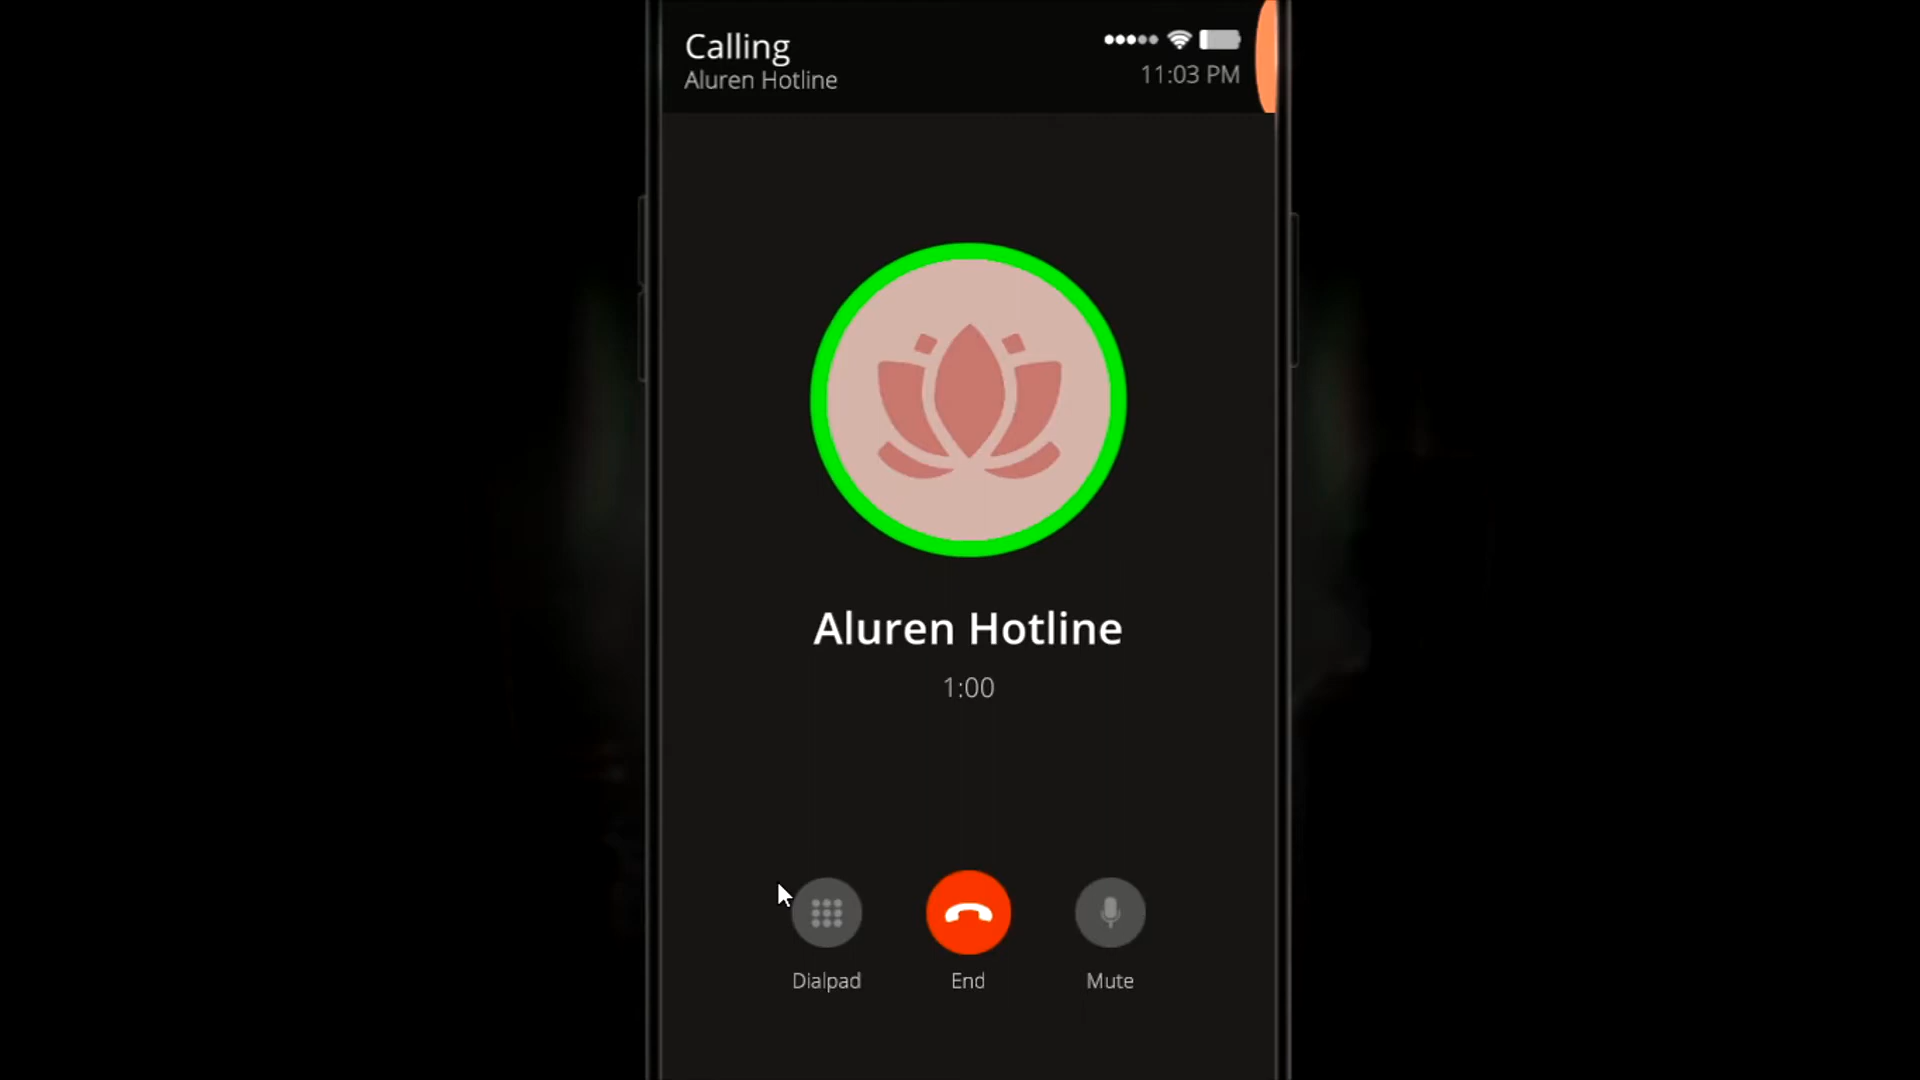 Calling
Aluren Hotline
11:03 PM
Aluren Hotline
1:00
Dialpad
End
Mute